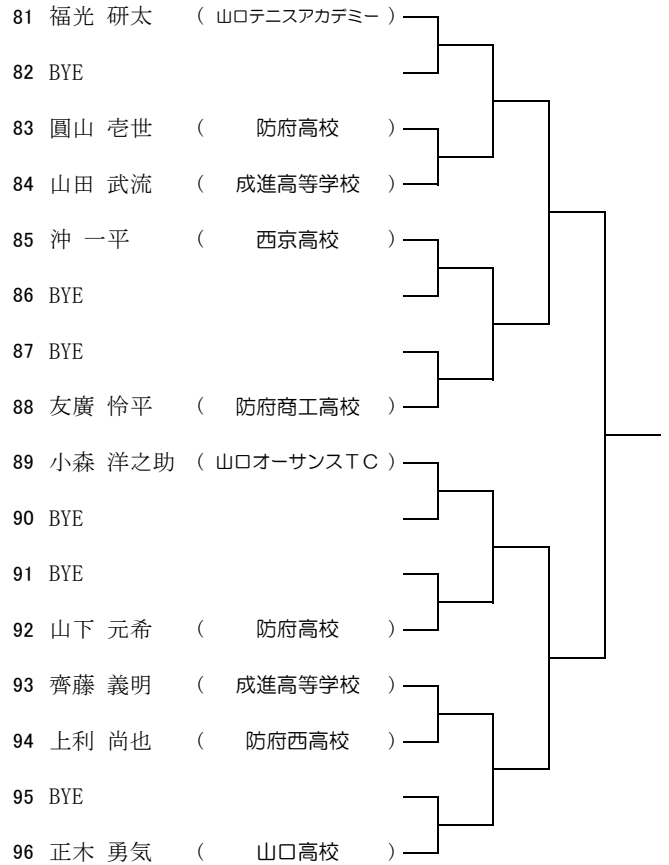 81 福光 研太 ( 山口テニスアカデミー )
82 BYE
83 圓山 壱世 ( 防府高校 )
84 山田 武流 ( 成進高等学校 )
85 沖 一平 ( 西京高校 )
86 BYE
87 BYE
88 友廣 怜平 ( 防府商工高校 )
89 小森 洋之助 ( 山口オーサンスTC )
90 BYE
91 BYE
92 山下 元希 ( 防府高校 )
93 齊藤 義明 ( 成進高等学校 )
94 上利 尚也 ( 防府西高校 )
95 BYE
96 正木 勇気 ( 山口高校 )